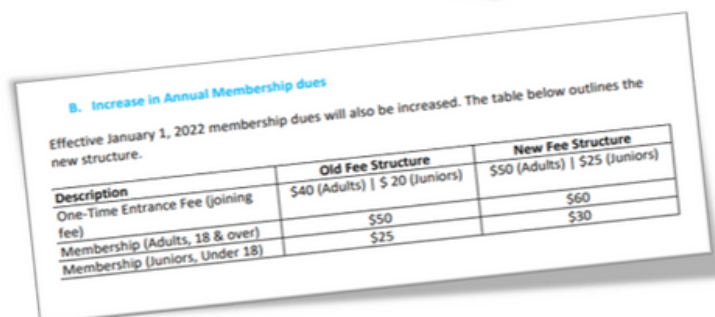 B. Increase in Annual Membership dues
Effective January 1, 2022 membership dues will also be increased. The table below outlines the
new structure.
Description Old Fee Structure New Fee Structure
One-Time Entrance Fee (joining $40 (Adults) | $ 20 (Juniors) $50 (Adults) | $25 (Juniors)
fee)
Membership (Adults, 18 & over) $50 $60
Membership (Juniors, Under 18) $25 $30